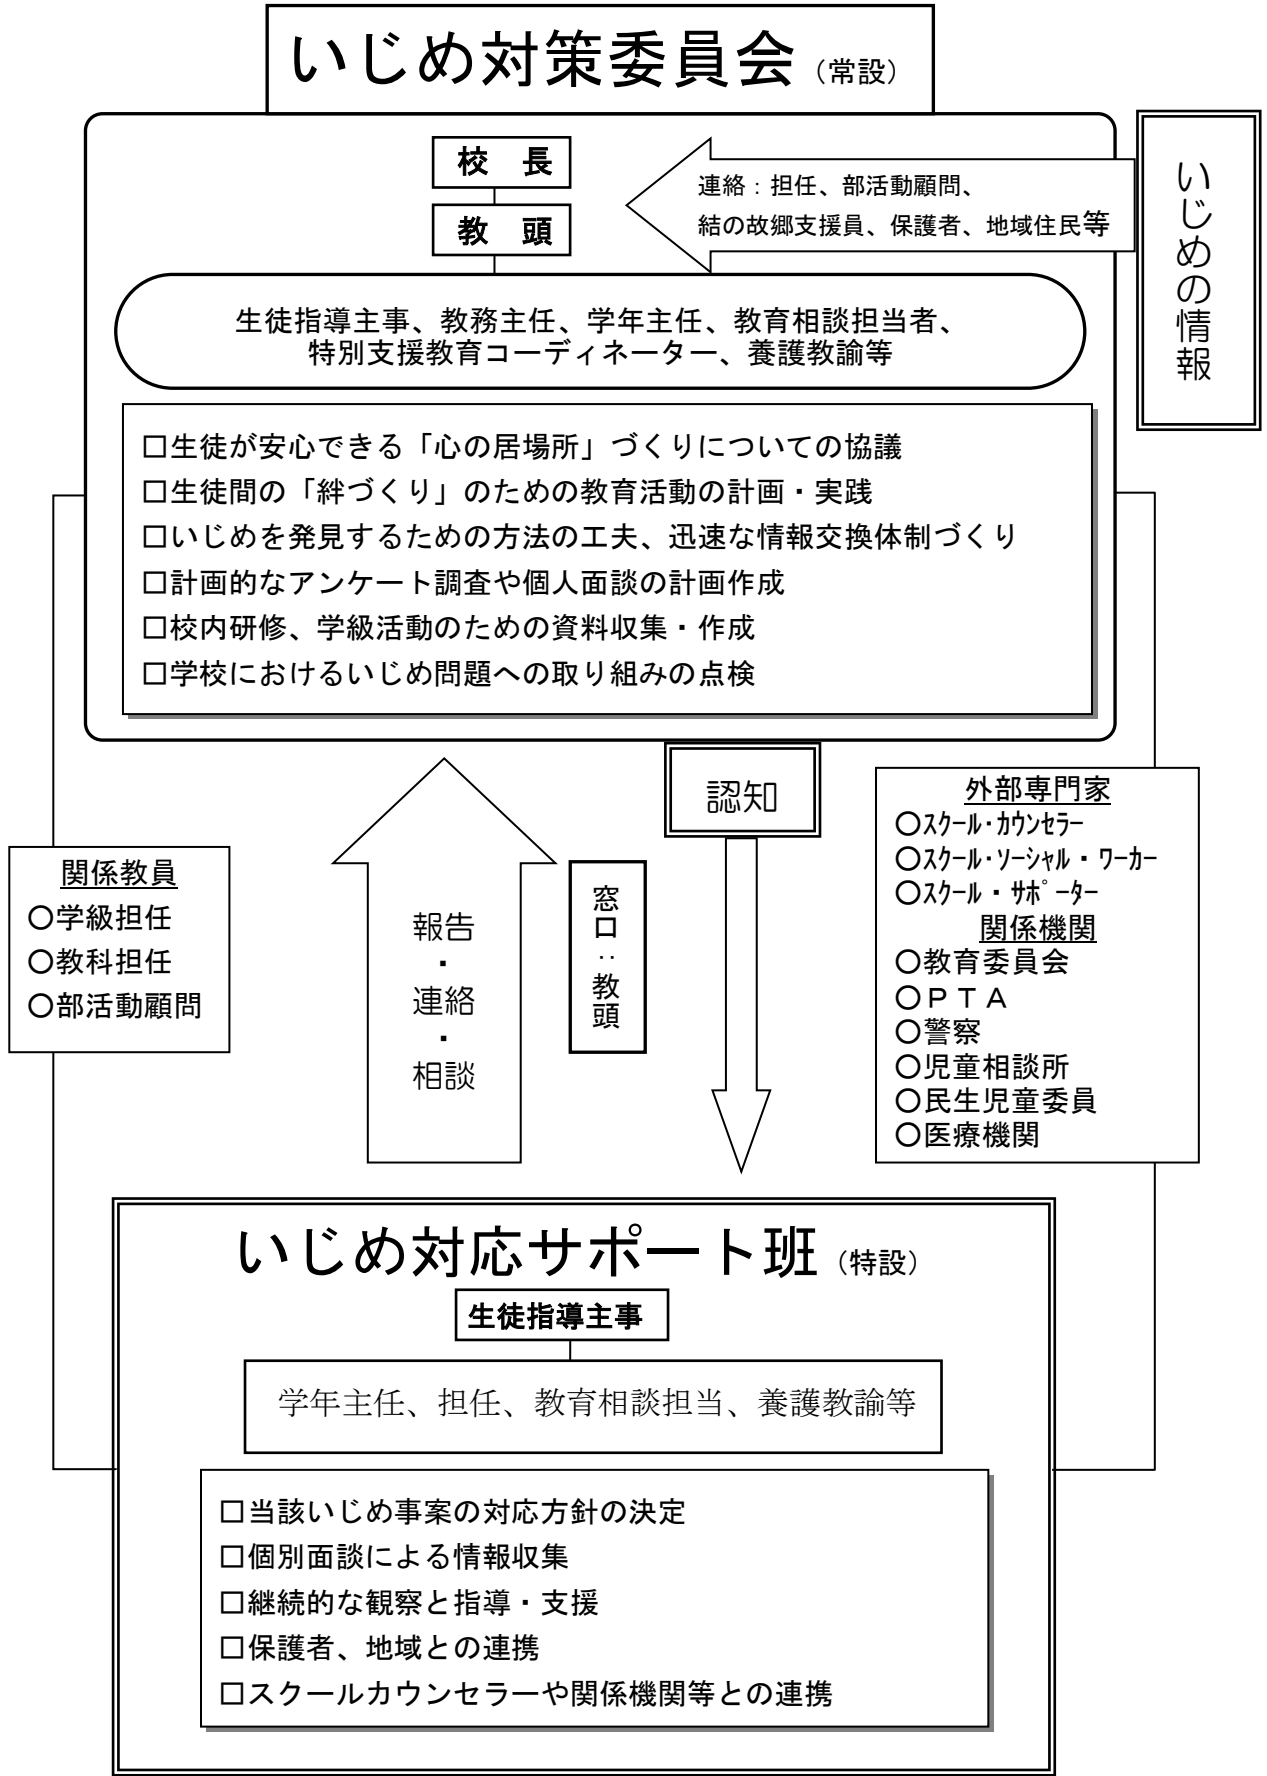 いじめ対策委員会（常設）
校　長
教　頭
連絡：担任、部活動顧問、
結の故郷支援員、保護者、地域住民等
いじめの情報
生徒指導主事、教務主任、学年主任、教育相談担当者、
特別支援教育コーディネーター、養護教諭等
□生徒が安心できる「心の居場所」づくりについての協議
□生徒間の「絆づくり」のための教育活動の計画・実践
□いじめを発見するための方法の工夫、迅速な情報交換体制づくり
□計画的なアンケート調査や個人面談の計画作成
□校内研修、学級活動のための資料収集・作成
□学校におけるいじめ問題への取り組みの点検
認知
関係教員
○学級担任
○教科担任
○部活動顧問
報告
・
連絡
・
相談
窓口：教頭
外部専門家
○ｽｸｰﾙ･ｶｳﾝｾﾗｰ
○ｽｸｰﾙ･ｿｰｼｬﾙ・ﾜｰｶｰ
○ｽｸｰﾙ・ｻﾎﾟｰﾀｰ
関係機関
○教育委員会
○ＰＴＡ
○警察
○児童相談所
○民生児童委員
○医療機関
いじめ対応サポート班（特設）
生徒指導主事
学年主任、担任、教育相談担当、養護教諭等
□当該いじめ事案の対応方針の決定
□個別面談による情報収集
□継続的な観察と指導・支援
□保護者、地域との連携
□スクールカウンセラーや関係機関等との連携